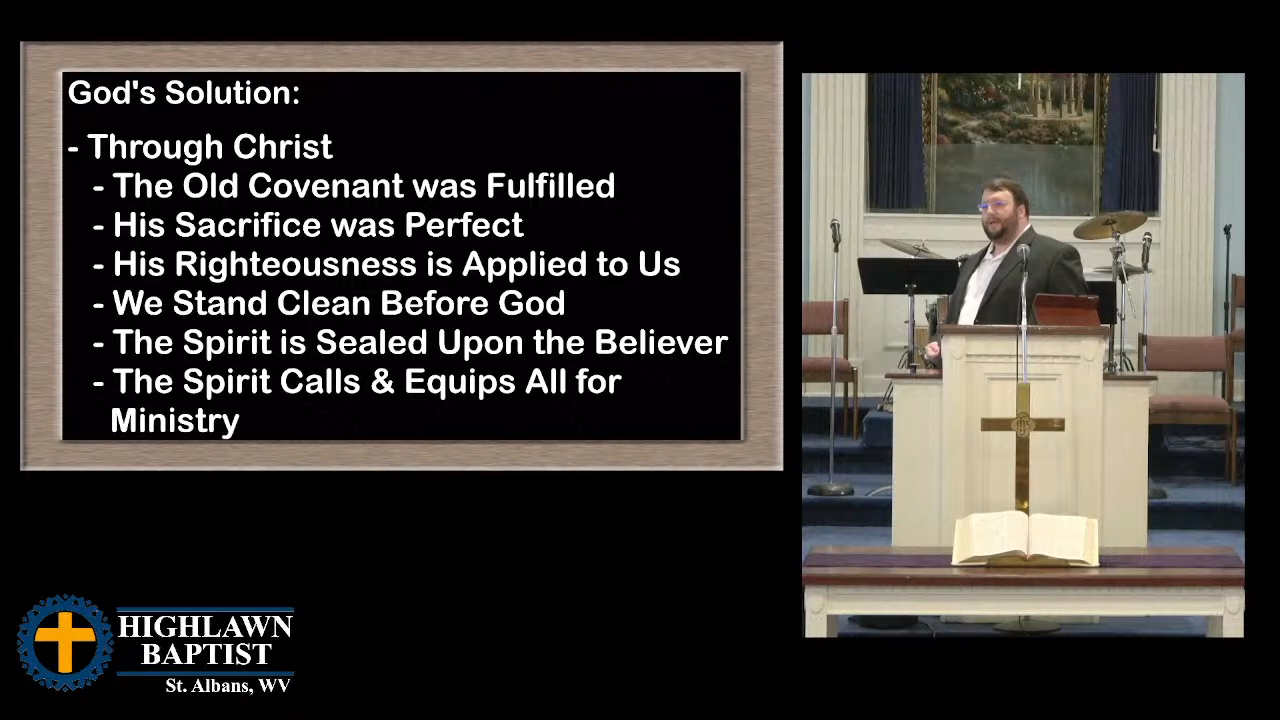 God's Solution:
- Through Christ
- The Old Covenant was Fulfilled
- His Sacrifice was Perfect
- His Righteousness is Applied to Us
- We Stand Clean Before God
- The Spirit is Sealed Upon the Believer
- The Spirit Calls & Equips All for
Ministry
HIGHLAWN
BAPTIST
St. Albans, WV